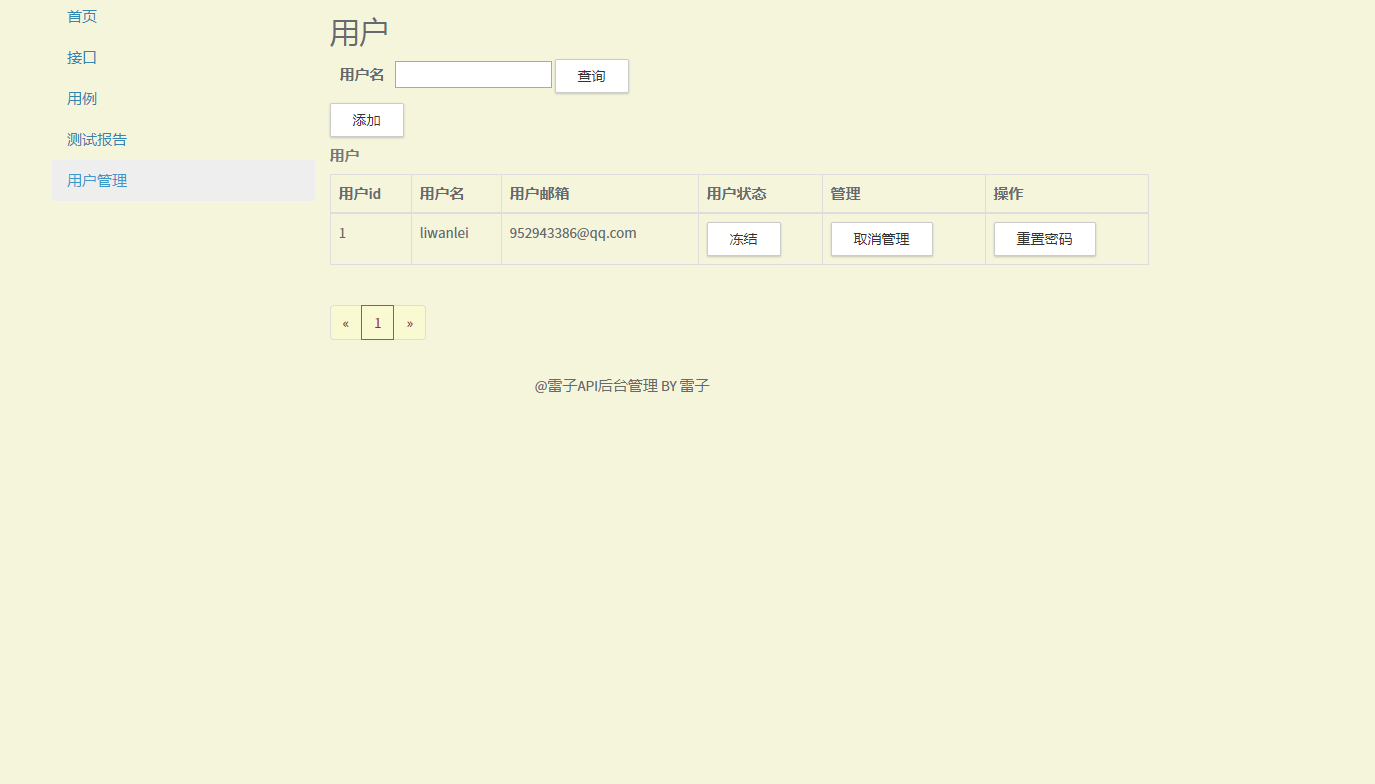 首页
接口
用例
测试报告
用户管理
用户
用户名 查询
添加
用户
用户id 用户名 用户邮箱 用户状态 管理 操作
1 liwanlei 952943386@qq.com 冻结 取消管理 重置密码
« 1 »
@雷子API后台管理 BY 雷子